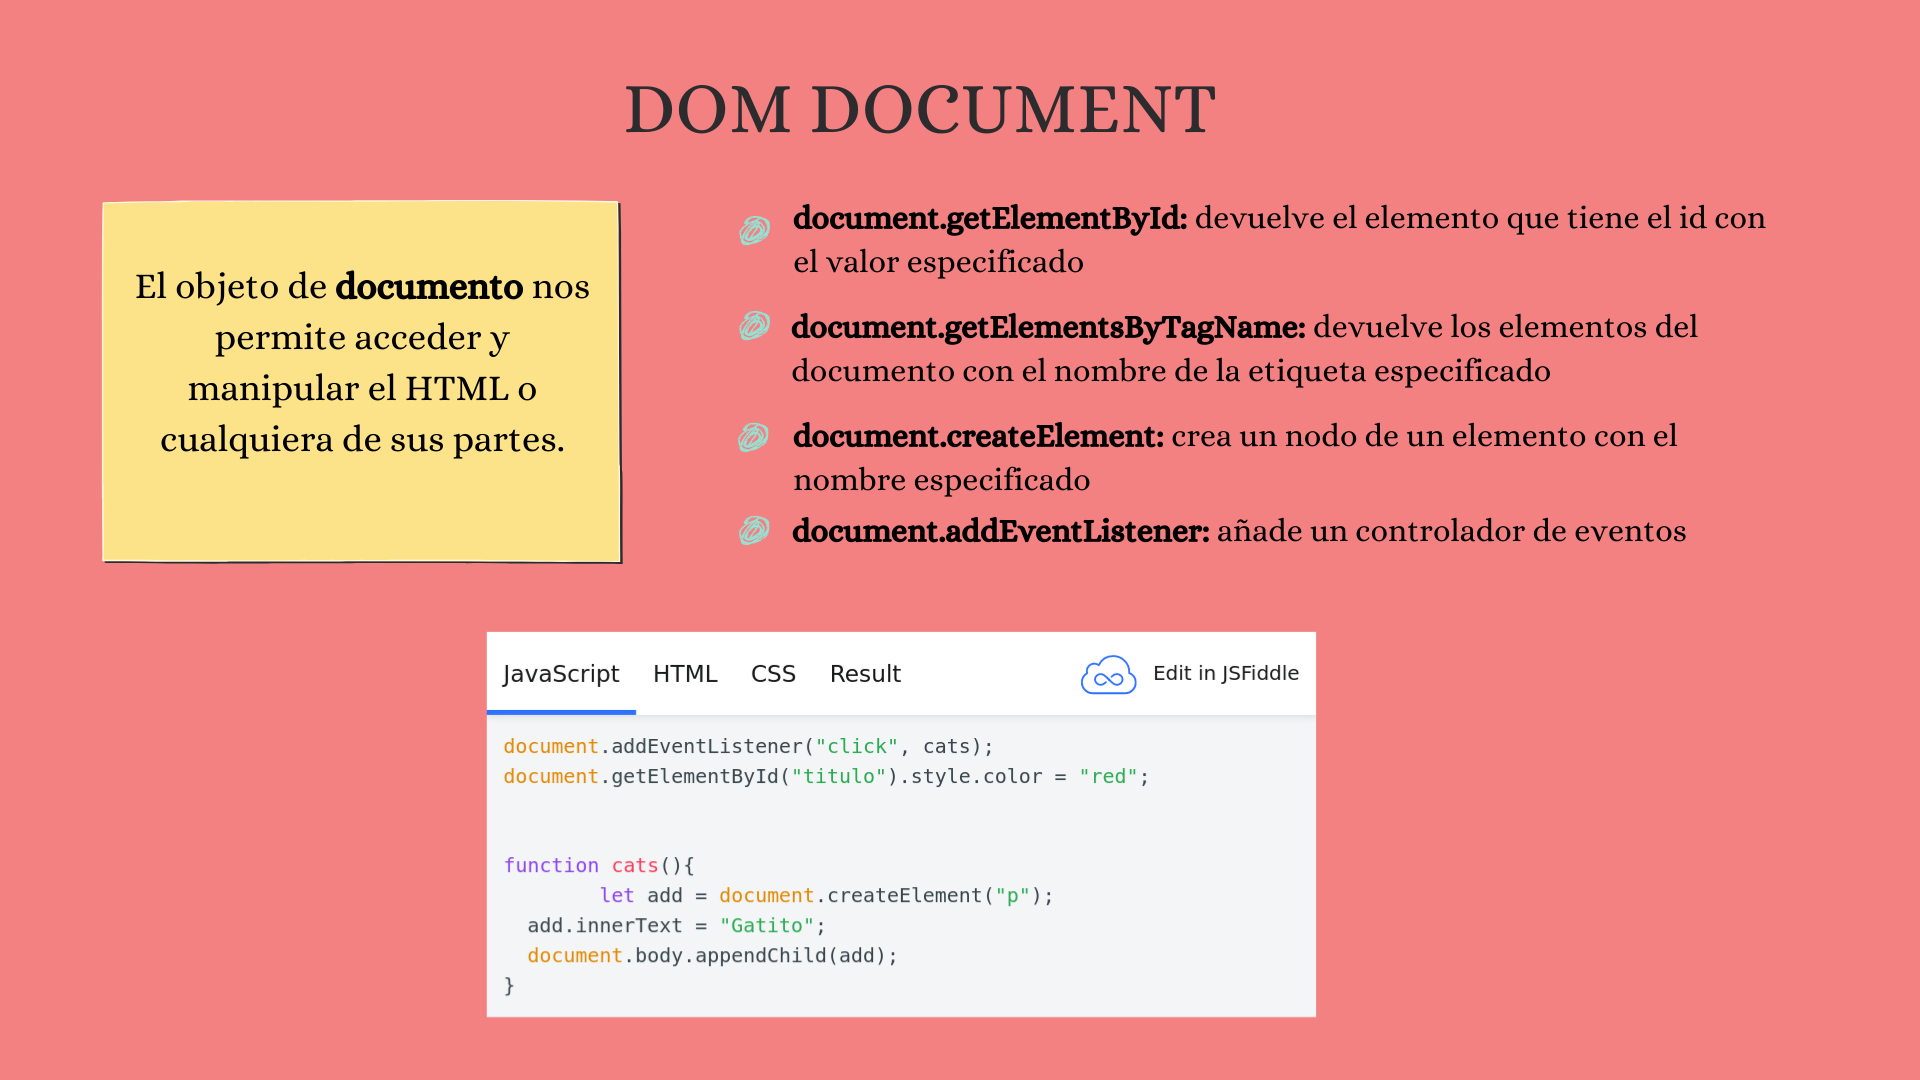 DOM DOCUMENT
El objeto de documento nos
permite acceder y
manipular el HTML o
cualquiera de sus partes.
document.getElementById: devuelve el elemento que tiene el id con
el valor especificado
document.getElementsByTagName: devuelve los elementos del
documento con el nombre de la etiqueta especificado
document.createElement: crea un nodo de un elemento con el
nombre especificado
document.addEventListener: añade un controlador de eventos
JavaScript HTML CSS Result Edit in JSFiddle
document.addEventListener("click", cats);
document.getElementById("titulo").style.color = "red";
function cats(){
let add = document.createElement("p");
add.innerText = "Gatito";
document.body.appendChild(add);
}